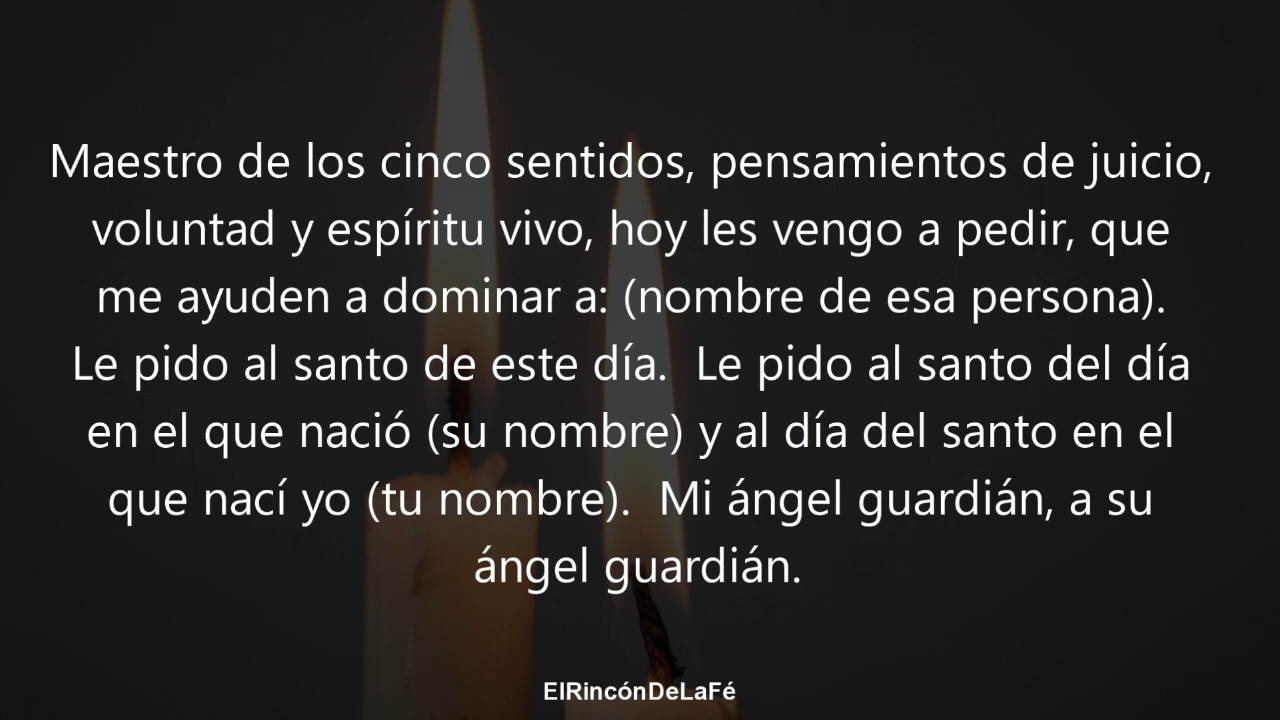 Maestro de los cinco sentidos, pensamientos de juicio,
voluntad y espíritu vivo, hoy les vengo a pedir, que
me ayuden a dominar a: (nombre de esa persona).
Le pido al santo de este día.  Le pido al santo del día
en el que nació (su nombre) y al día del santo en el
que nací yo (tu nombre).  Mi ángel guardián, a su
ángel guardián.
ElRincónDeLaFé